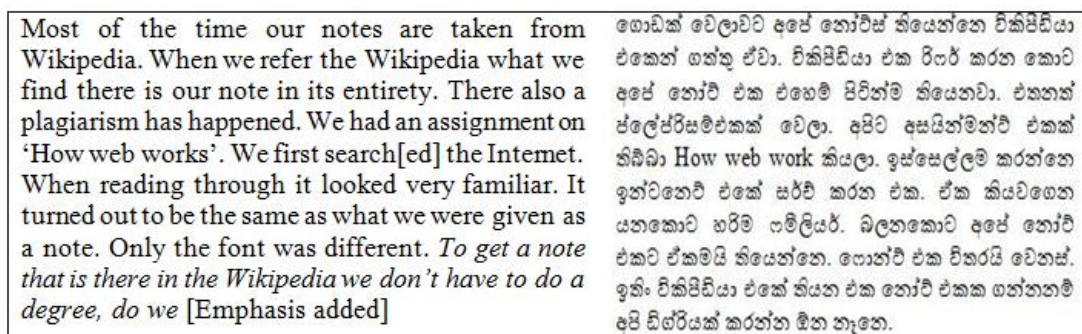 Most of the time our notes are taken from
Wikipedia. When we refer the Wikipedia what we
find there is our note in its entirety. There also a
plagiarism has happened. We had an assignment on
‘How web works’. We first search[ed] the Internet.
When reading through it looked very familiar. It
turned out to be the same as what we were given as
a note. Only the font was different. To get a note
that is there in the Wikipedia we don’t have to do a
degree, do we [Emphasis added]
ගොඩක් වෙලාවට අපේ නෝට්ස් තියෙන්නෙ විකිපීඩියා
එකෙන් ගත්තු ඒවා. විකිපීඩියා එක රිෆර් කරන කොට
අපේ නෝට් එක එහෙම් පිටින්ම තියෙනවා. එතනත්
ප්ලේජ්රිසම්එකක් වෙලා. අපිට අසයින්මන්ට් එකක්
තිබ්බා How web work කියලා. ඉස්සෙල්ලම කරන්නෙ
ඉන්ටනෙට් එකේ සර්ච් කරන එක. ඒක කියවගෙන
යනකොට හරිම ෆමිලියර්. බලනකොට අපේ නෝට්
එකට ඒකමයි තියෙන්නෙ. ෆොන්ට් එක විතරයි වෙනස්.
ඉතිං විකිපීඩියා එකේ තියන එක නෝට් එකක ගන්නනම්
අපි ඩිග්රියක් කරන්න ඕන නෑනෙ.